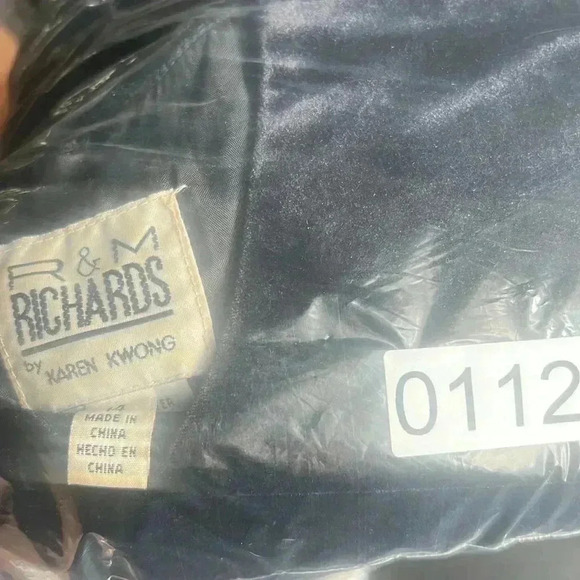 R & M
RICHARDS
by KAREN KWONG
MADE IN
CHINA
HECHO EN
CHINA
0112